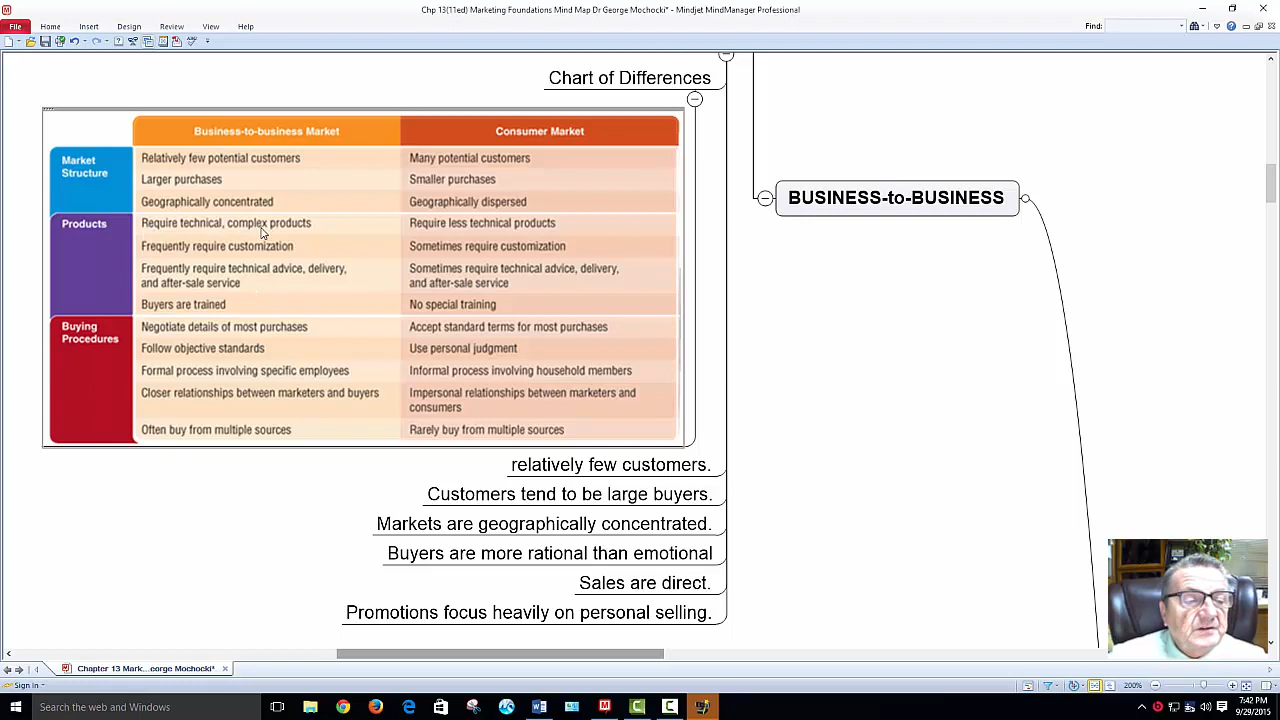 Chp 13(11ed) Marketing Foundations Mind Map Dr George Mochocki* - Mindjet MindManager Professional
File Home Insert Design Review View Help Find:
Chart of Differences
Business-to-business Market Consumer Market
Market Structure
Relatively few potential customers Many potential customers
Larger purchases Smaller purchases
Geographically concentrated Geographically dispersed
Products
Require technical, complex products Require less technical products
Frequently require customization Sometimes require customization
Frequently require technical advice, delivery, and after-sale service Sometimes require technical advice, delivery, and after-sale service
Buyers are trained No special training
Buying Procedures
Negotiate details of most purchases Accept standard terms for most purchases
Follow objective standards Use personal judgment
Formal process involving specific employees Informal process involving household members
Closer relationships between marketers and buyers Impersonal relationships between marketers and consumers
Often buy from multiple sources Rarely buy from multiple sources
BUSINESS-to-BUSINESS
relatively few customers.
Customers tend to be large buyers.
Markets are geographically concentrated.
Buyers are more rational than emotional
Sales are direct.
Promotions focus heavily on personal selling.
Chapter 13 Mark...eorge Mochocki*
Sign In 200%
Search the web and Windows
7:42 PM
9/29/2015